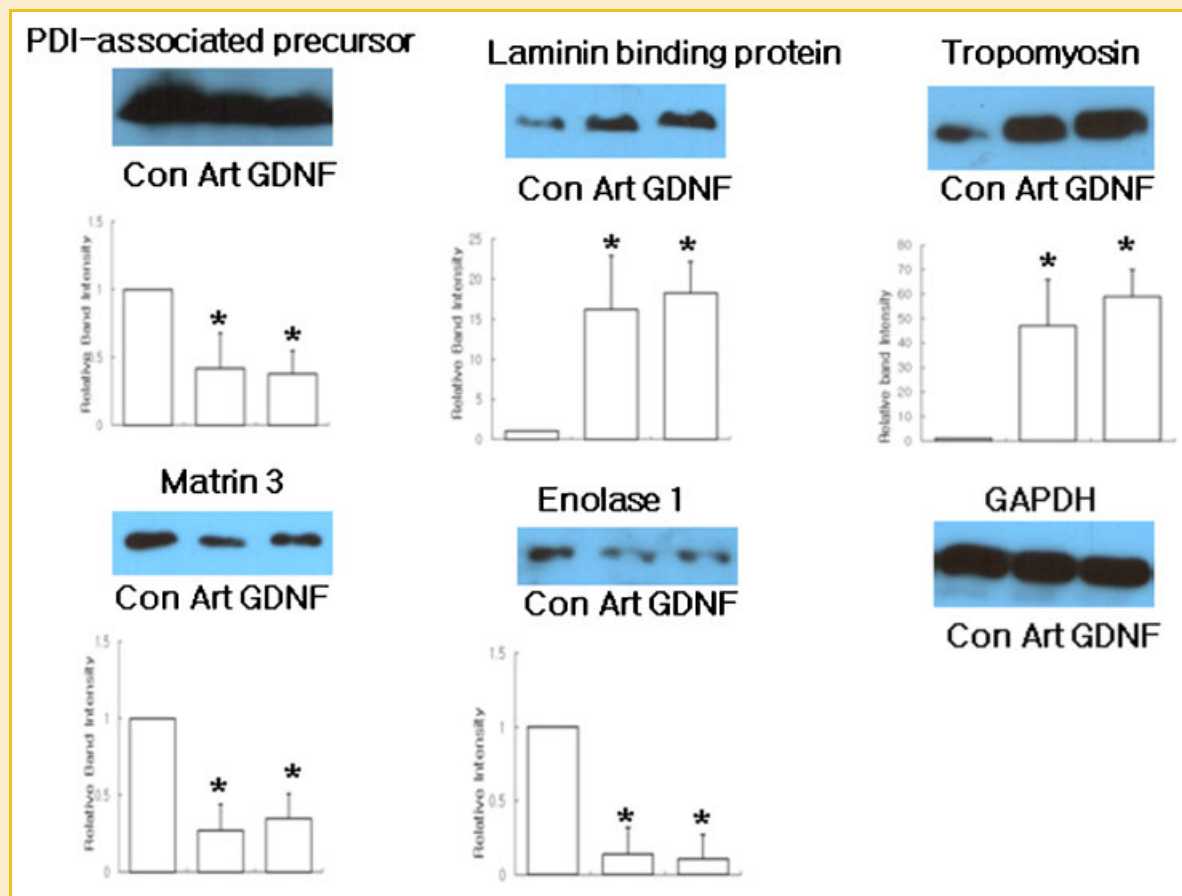 PDI-associated precursor
Con Art GDNF
Relative Band Intensity
1.5
1
0.5
0
*
*
Laminin binding protein
Con Art GDNF
Relative Band Intensity
25
20
15
10
5
0
*
*
Tropomyosin
Con Art GDNF
Relative band Intensity
80
70
60
50
40
30
20
10
0
*
*
Matrin 3
Con Art GDNF
Relative Band Intensity
1.5
1
0.5
0
*
*
Enolase 1
Con Art GDNF
Relative Intensity
1.5
1
0.5
0
*
*
GAPDH
Con Art GDNF